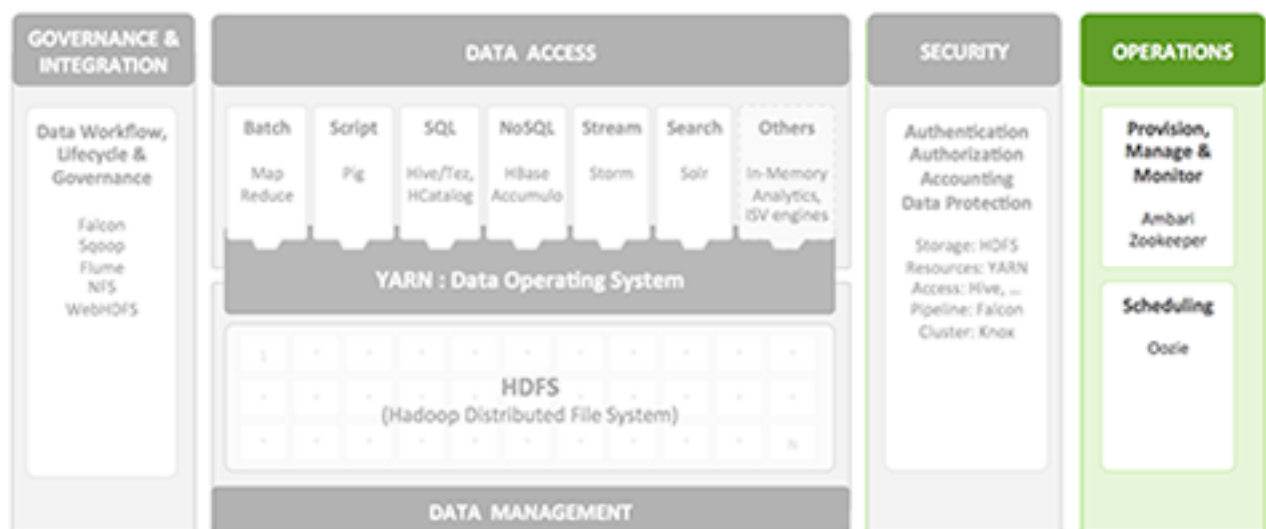 GOVERNANCE &
INTEGRATION
Data Workflow,
Lifecycle &
Governance
Falcon
Sqoop
Flume
NFS
WebHDFS
DATA ACCESS
Batch
Map
Reduce
Script
Pig
SQL
Hive/Tez,
HCatalog
NoSQL
HBase
Accumulo
Stream
Storm
Search
Solr
Others
In-Memory
Analytics,
ISV engines
YARN : Data Operating System
1
HDFS
(Hadoop Distributed File System)
N
DATA MANAGEMENT
SECURITY
Authentication
Authorization
Accounting
Data Protection
Storage: HDFS
Resources: YARN
Access: Hive, ...
Pipeline: Falcon
Cluster: Knox
OPERATIONS
Provision,
Manage &
Monitor
Ambari
Zookeeper
Scheduling
Oozie